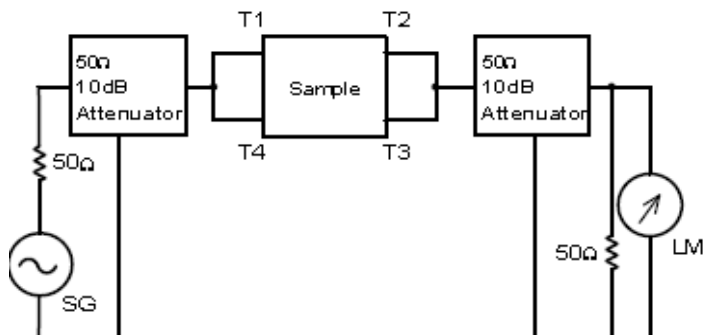 T1
T2
50Ω
10dB
Attenuator
Sample
50Ω
10dB
Attenuator
T4
T3
50Ω
50Ω
LM
SG